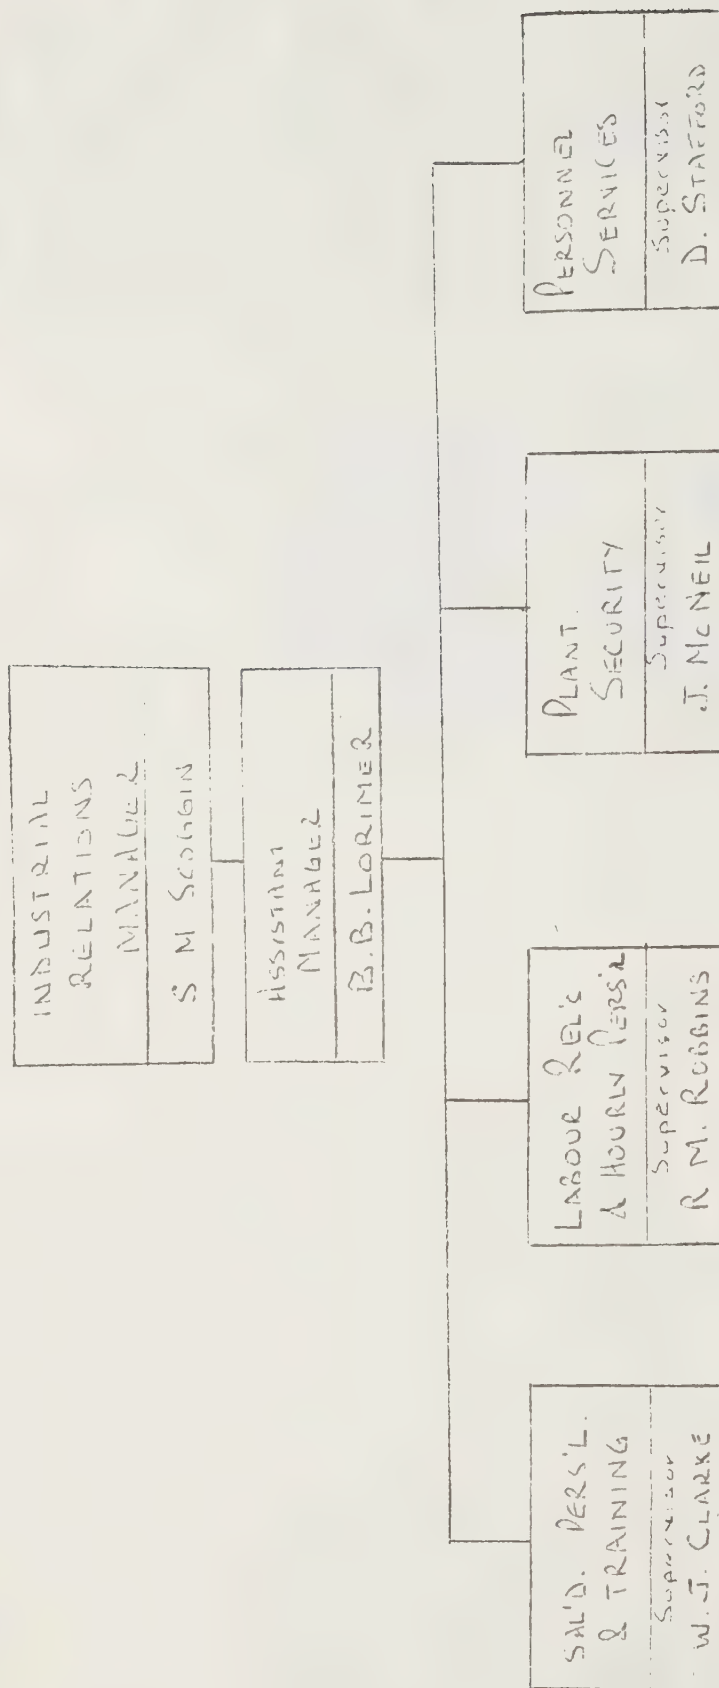 INDUSTRIAL
RELATIONS
MANAGER
S M SCOGGIN
ASSISTANT
MANAGER
B.B. LORIMER
SAL'D. PERS'L.
& TRAINING
Supervisor
W. J. CLARKE
LABOUR REL'S
& HOURLY PERS'L
Supervisor
R M. ROBBINS
PLANT.
SECURITY
Supervisor
J. MCNEIL
PERSONNEL
SERVICES
Supervisor
D. STAFFORD